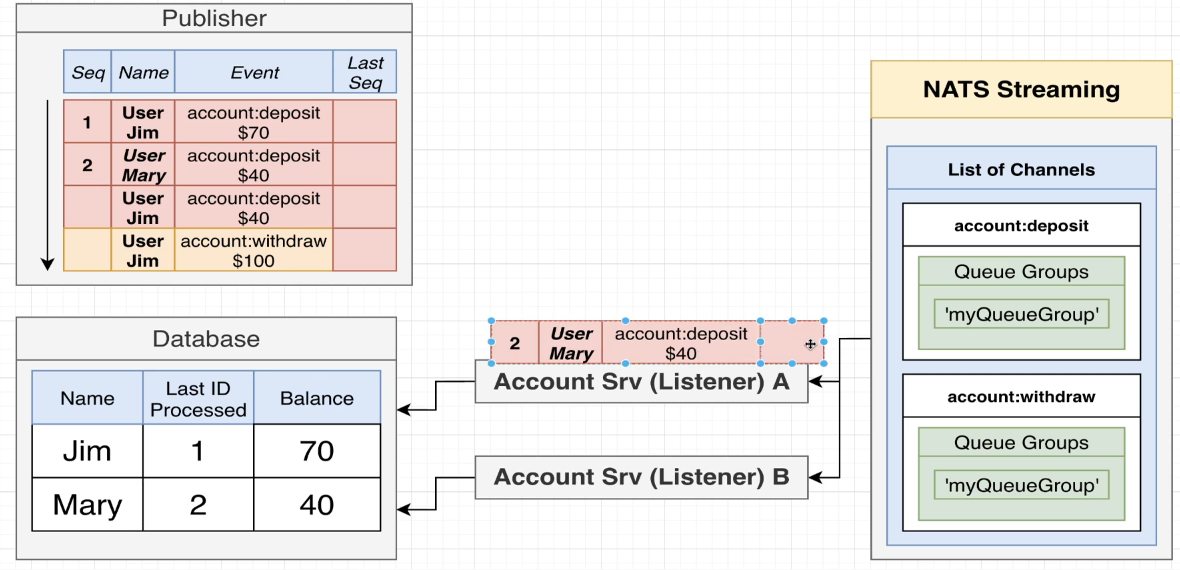 Publisher
Seq Name Event Last
Seq
1 User
Jim account:deposit
$70
2 User
Mary account:deposit
$40
User
Jim account:deposit
$40
User
Jim account:withdraw
$100
Database
Name Last ID
Processed Balance
Jim 1 70
Mary 2 40
2 User
Mary account:deposit
$40
Account Srv (Listener) A
Account Srv (Listener) B
NATS Streaming
List of Channels
account:deposit
Queue Groups
'myQueueGroup'
account:withdraw
Queue Groups
'myQueueGroup'